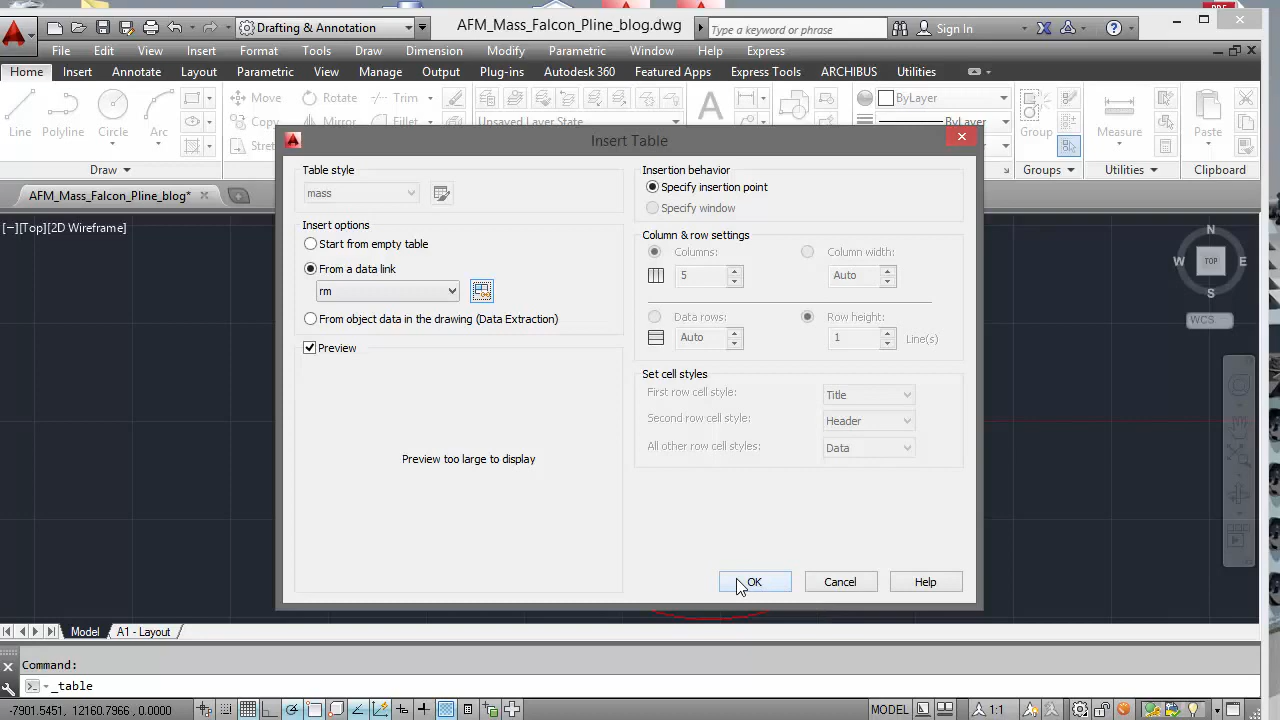 Drafting & Annotation
AFM_Mass_Falcon_Pline_blog.dwg
Type a keyword or phrase
Sign In
File Edit View Insert Format Tools Draw Dimension Modify Parametric Window Help Express
Home Insert Annotate Layout Parametric View Manage Output Plug-ins Autodesk 360 Featured Apps Express Tools ARCHIBUS Utilities
Line Polyline Circle Arc
Move Rotate Trim
Copy Mirror
Stretch
Unsaved Layer State
ByLayer
ByLayer
Group Measure Paste
Draw Groups Utilities Clipboard
AFM_Mass_Falcon_Pline_blog*
[−][Top][2D Wireframe]
N
W TOP E
S
WCS
Insert Table
Table style
mass
Insert options
Start from empty table
From a data link
rm
From object data in the drawing (Data Extraction)
Preview
Preview too large to display
Insertion behavior
Specify insertion point
Specify window
Column & row settings
Columns: Column width:
5 Auto
Data rows: Row height:
Auto 1 Line(s)
Set cell styles
First row cell style: Title
Second row cell style: Header
All other row cell styles: Data
OK Cancel Help
Model A1 - Layout
Command:
_table
-7901.5451, 12160.7966, 0.0000
MODEL 1:1